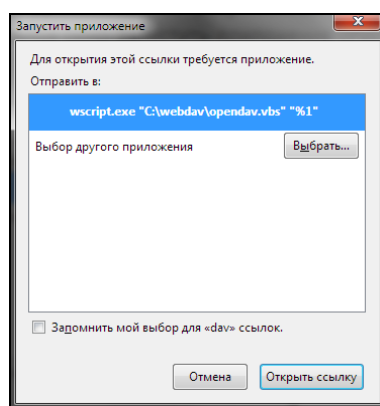 Запустить приложение
Для открытия этой ссылки требуется приложение.
Отправить в:
wscript.exe "C:\webdav\opendav.vbs" "%1"
Выбор другого приложения
Выбрать...
Запомнить мой выбор для «dav» ссылок.
Отмена
Открыть ссылку